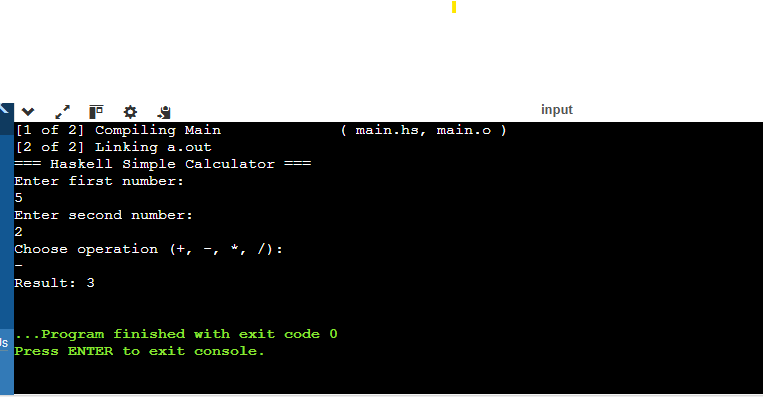 input
[1 of 2] Compiling Main ( main.hs, main.o )
[2 of 2] Linking a.out
=== Haskell Simple Calculator ===
Enter first number:
5
Enter second number:
2
Choose operation (+, -, *, /):
-
Result: 3
...Program finished with exit code 0
Press ENTER to exit console.